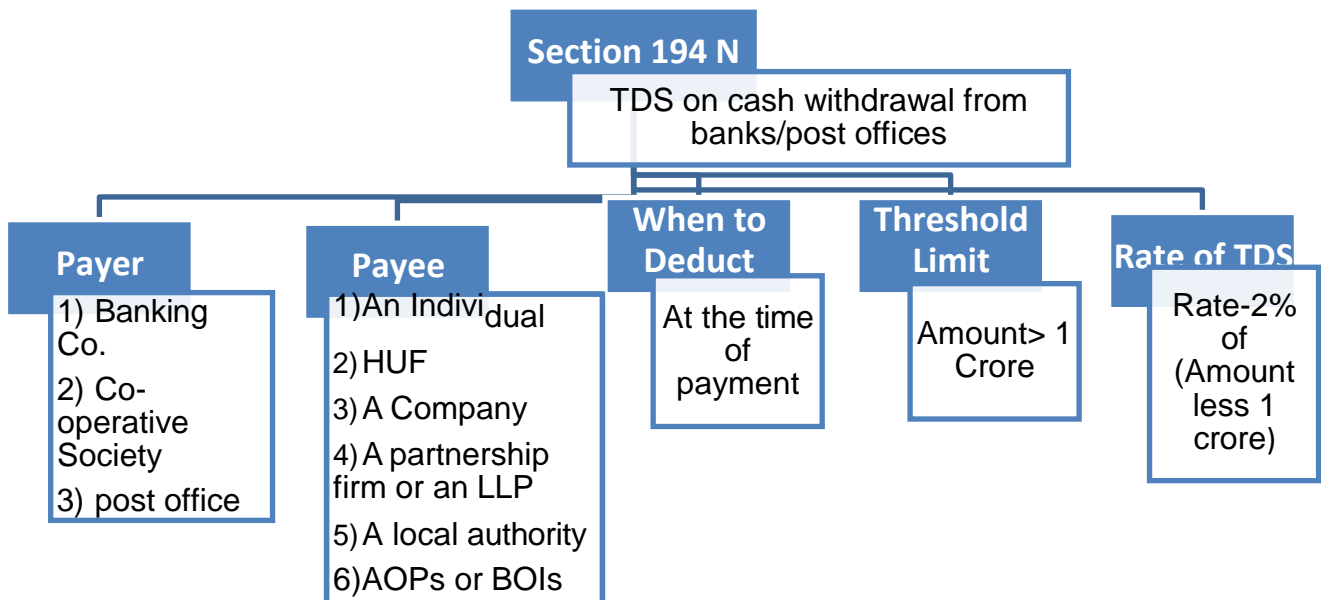 Section 194 N
TDS on cash withdrawal from
banks/post offices
Payer
1) Banking
Co.
2) Co-
operative
Society
3) post office
Payee
1)An Individual
2) HUF
3) A Company
4) A partnership
firm or an LLP
5) A local authority
6)AOPs or BOIs
When to
Deduct
At the time
of
payment
Threshold
Limit
Amount> 1
Crore
Rate of TDS
Rate-2%
of
(Amount
less 1
crore)